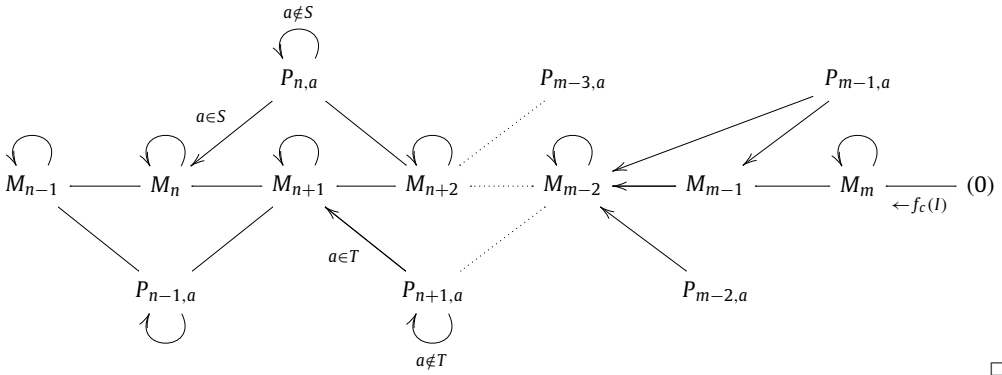 a∉S
P_{n,a} P_{m−3,a} P_{m−1,a}
a∈S
M_{n−1} M_n M_{n+1} M_{n+2} M_{m−2} M_{m−1} M_m (0)
←f_c(I)
a∈T
P_{n−1,a} P_{n+1,a} P_{m−2,a}
a∉T
□